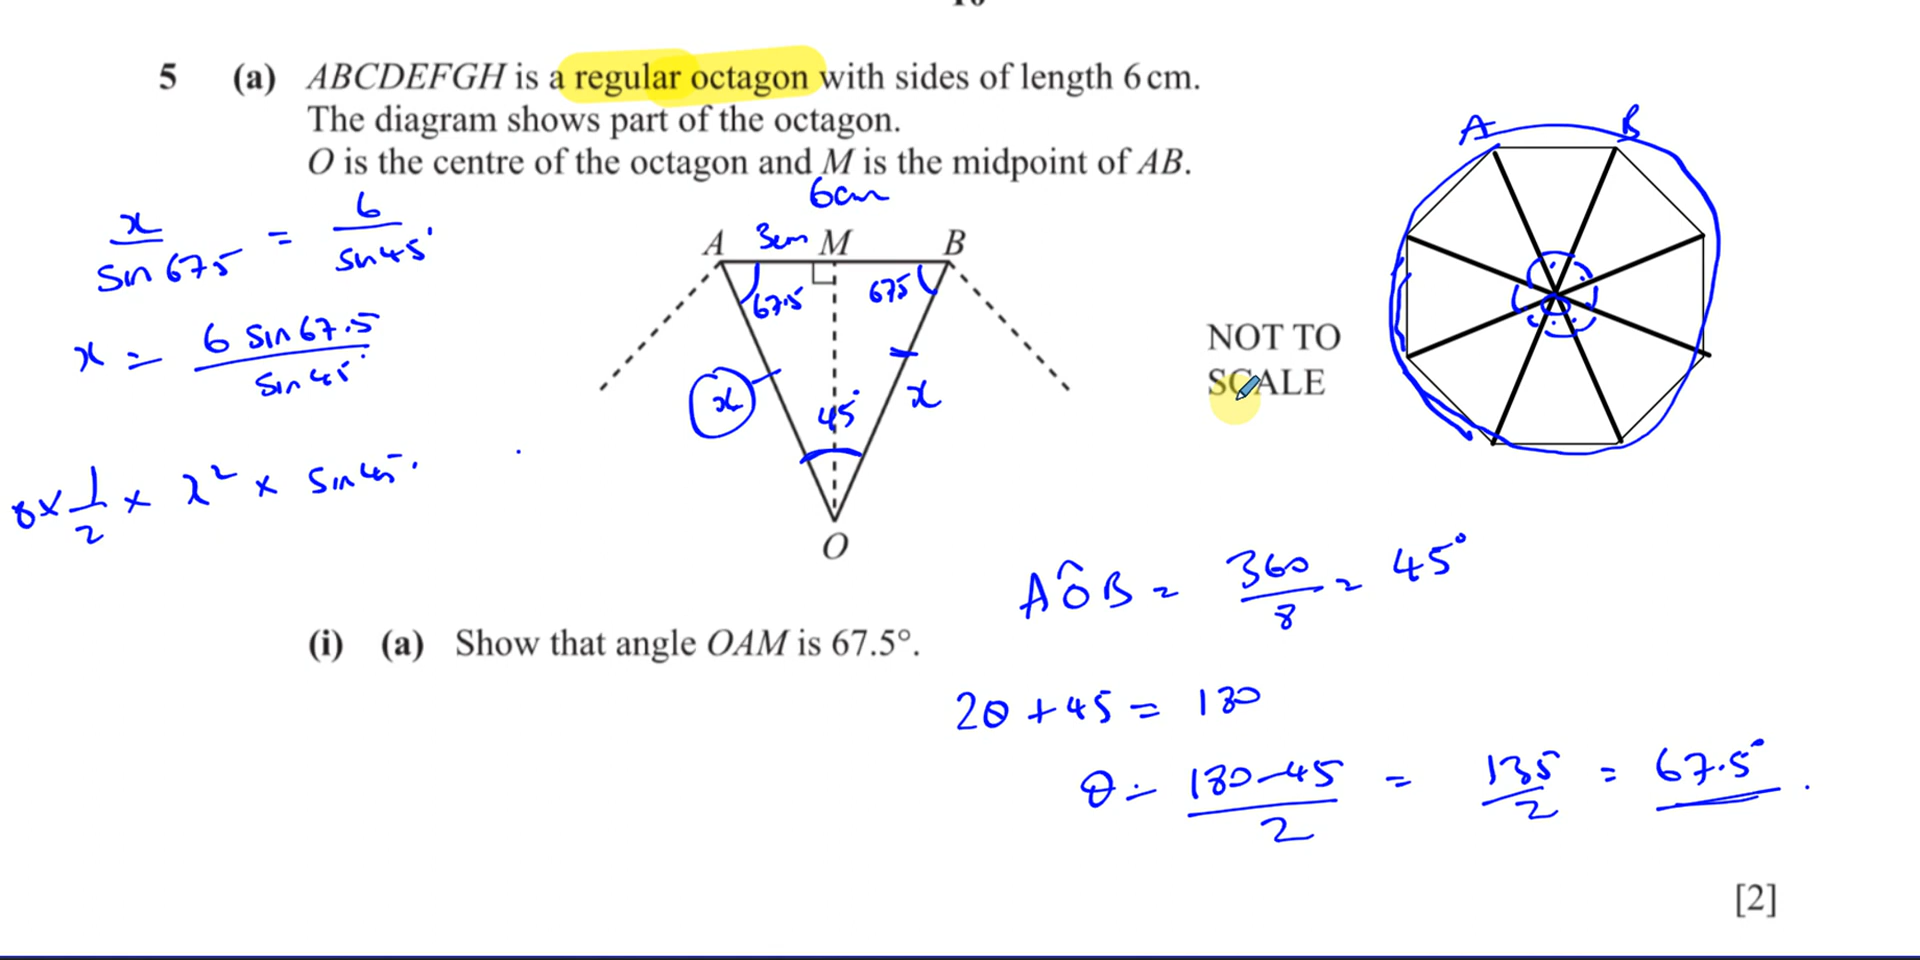 5 (a) ABCDEFGH is a regular octagon with sides of length 6 cm.
The diagram shows part of the octagon.
O is the centre of the octagon and M is the midpoint of AB.
x / sin 67.5 = 6 / sin 45°
x = 6 sin 67.5 / sin 45°
8 × 1/2 × x² × sin 45°
6cm
A 3cm M B
67.5 67.5
x 45° x
O
NOT TO
SCALE
A B
AÔB = 360/8 = 45°
(i) (a) Show that angle OAM is 67.5°.
2θ + 45 = 180
θ = 180-45 / 2 = 135 / 2 = 67.5°
[2]